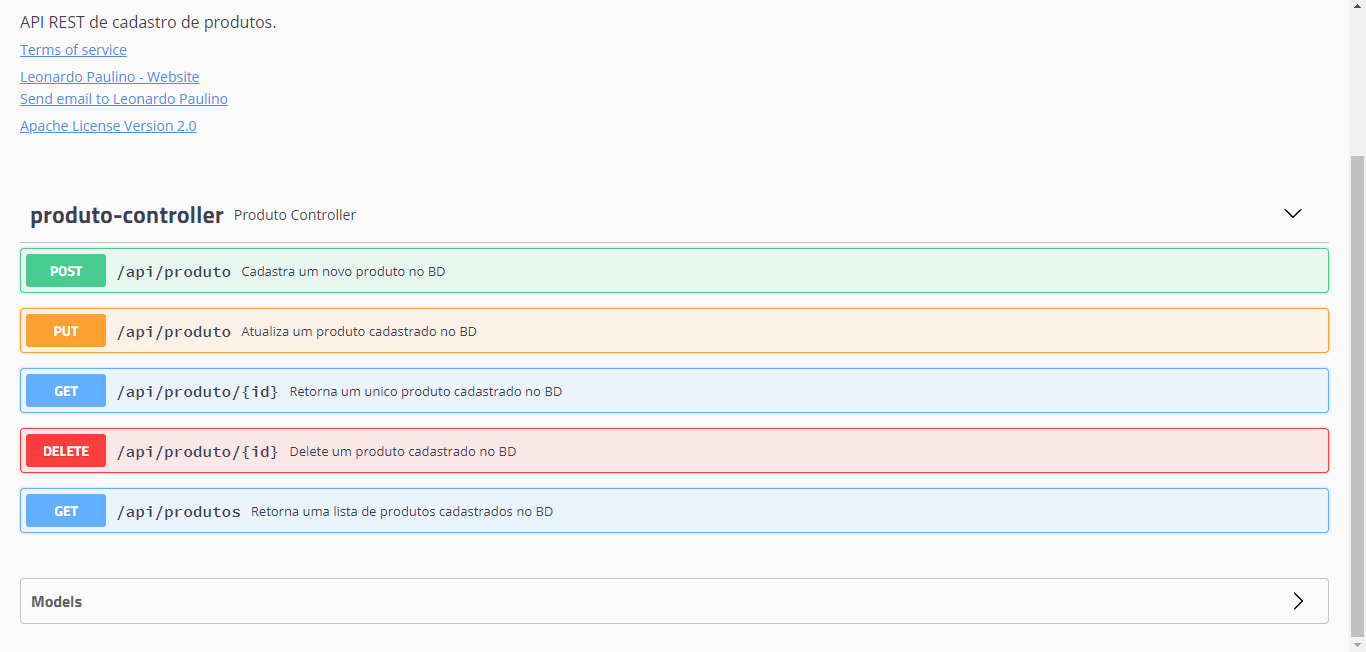 API REST de cadastro de produtos.
Terms of service
Leonardo Paulino - Website
Send email to Leonardo Paulino
Apache License Version 2.0
produto-controller Produto Controller
POST /api/produto Cadastra um novo produto no BD
PUT /api/produto Atualiza um produto cadastrado no BD
GET /api/produto/{id} Retorna um unico produto cadastrado no BD
DELETE /api/produto/{id} Delete um produto cadastrado no BD
GET /api/produtos Retorna uma lista de produtos cadastrados no BD
Models